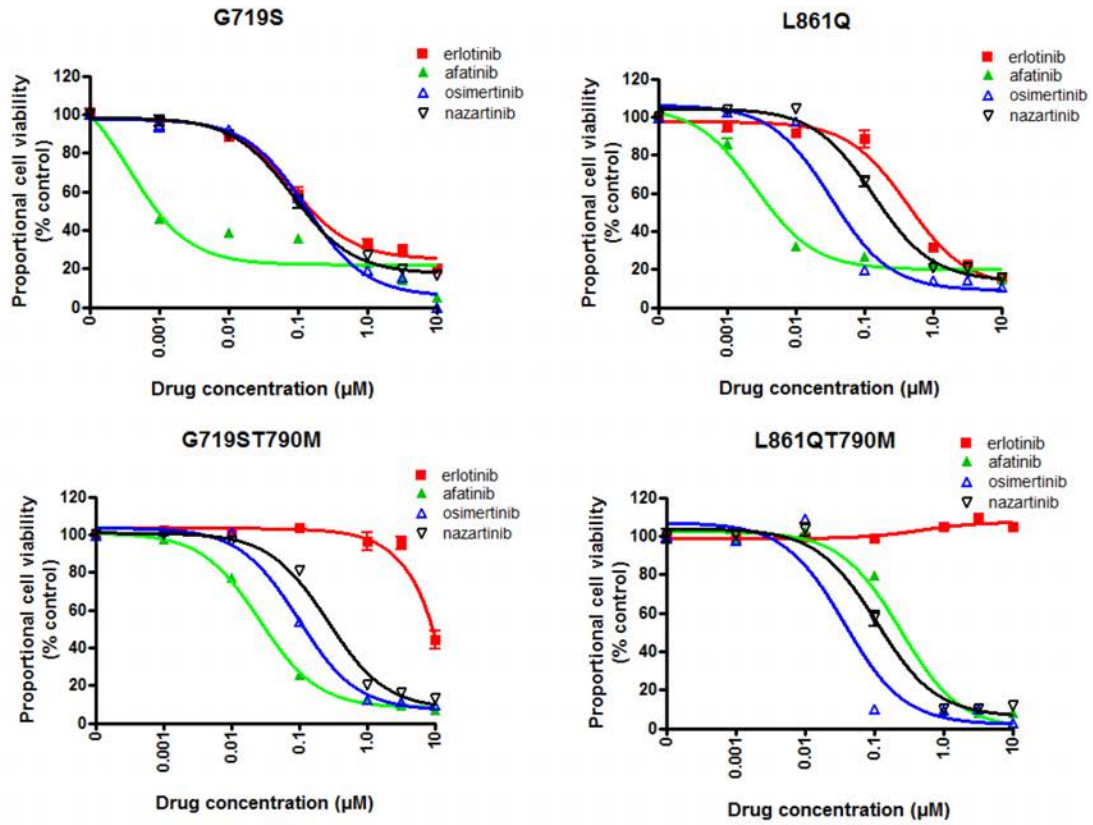 G719S
erlotinib
afatinib
osimertinib
nazartinib
Proportional cell viability
(% control)
120
100
80
60
40
20
0
0
0.001
0.01
0.1
1.0
10
Drug concentration (µM)
L861Q
erlotinib
afatinib
osimertinib
nazartinib
Proportional cell viability
(% control)
120
100
80
60
40
20
0
0
0.001
0.01
0.1
1.0
10
Drug concentration (µM)
G719ST790M
erlotinib
afatinib
osimertinib
nazartinib
Proportional cell viability
(% control)
120
100
80
60
40
20
0
0
0.001
0.01
0.1
1.0
10
Drug concentration (µM)
L861QT790M
erlotinib
afatinib
osimertinib
nazartinib
Proportional cell viability
(% control)
120
100
80
60
40
20
0
0
0.001
0.01
0.1
1.0
10
Drug concentration (µM)